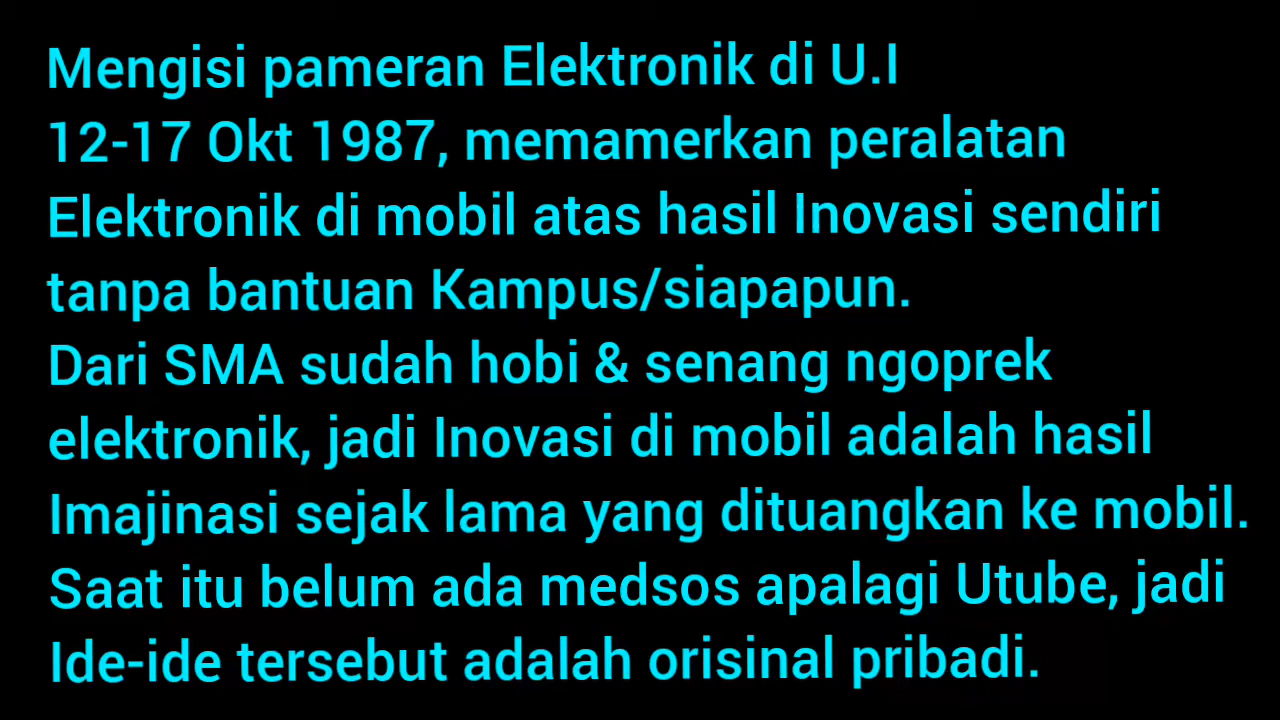 Mengisi pameran Elektronik di U.I
12-17 Okt 1987, memamerkan peralatan
Elektronik di mobil atas hasil Inovasi sendiri
tanpa bantuan Kampus/siapapun.
Dari SMA sudah hobi & senang ngoprek
elektronik, jadi Inovasi di mobil adalah hasil
Imajinasi sejak lama yang dituangkan ke mobil.
Saat itu belum ada medsos apalagi Utube, jadi
Ide-ide tersebut adalah orisinal pribadi.